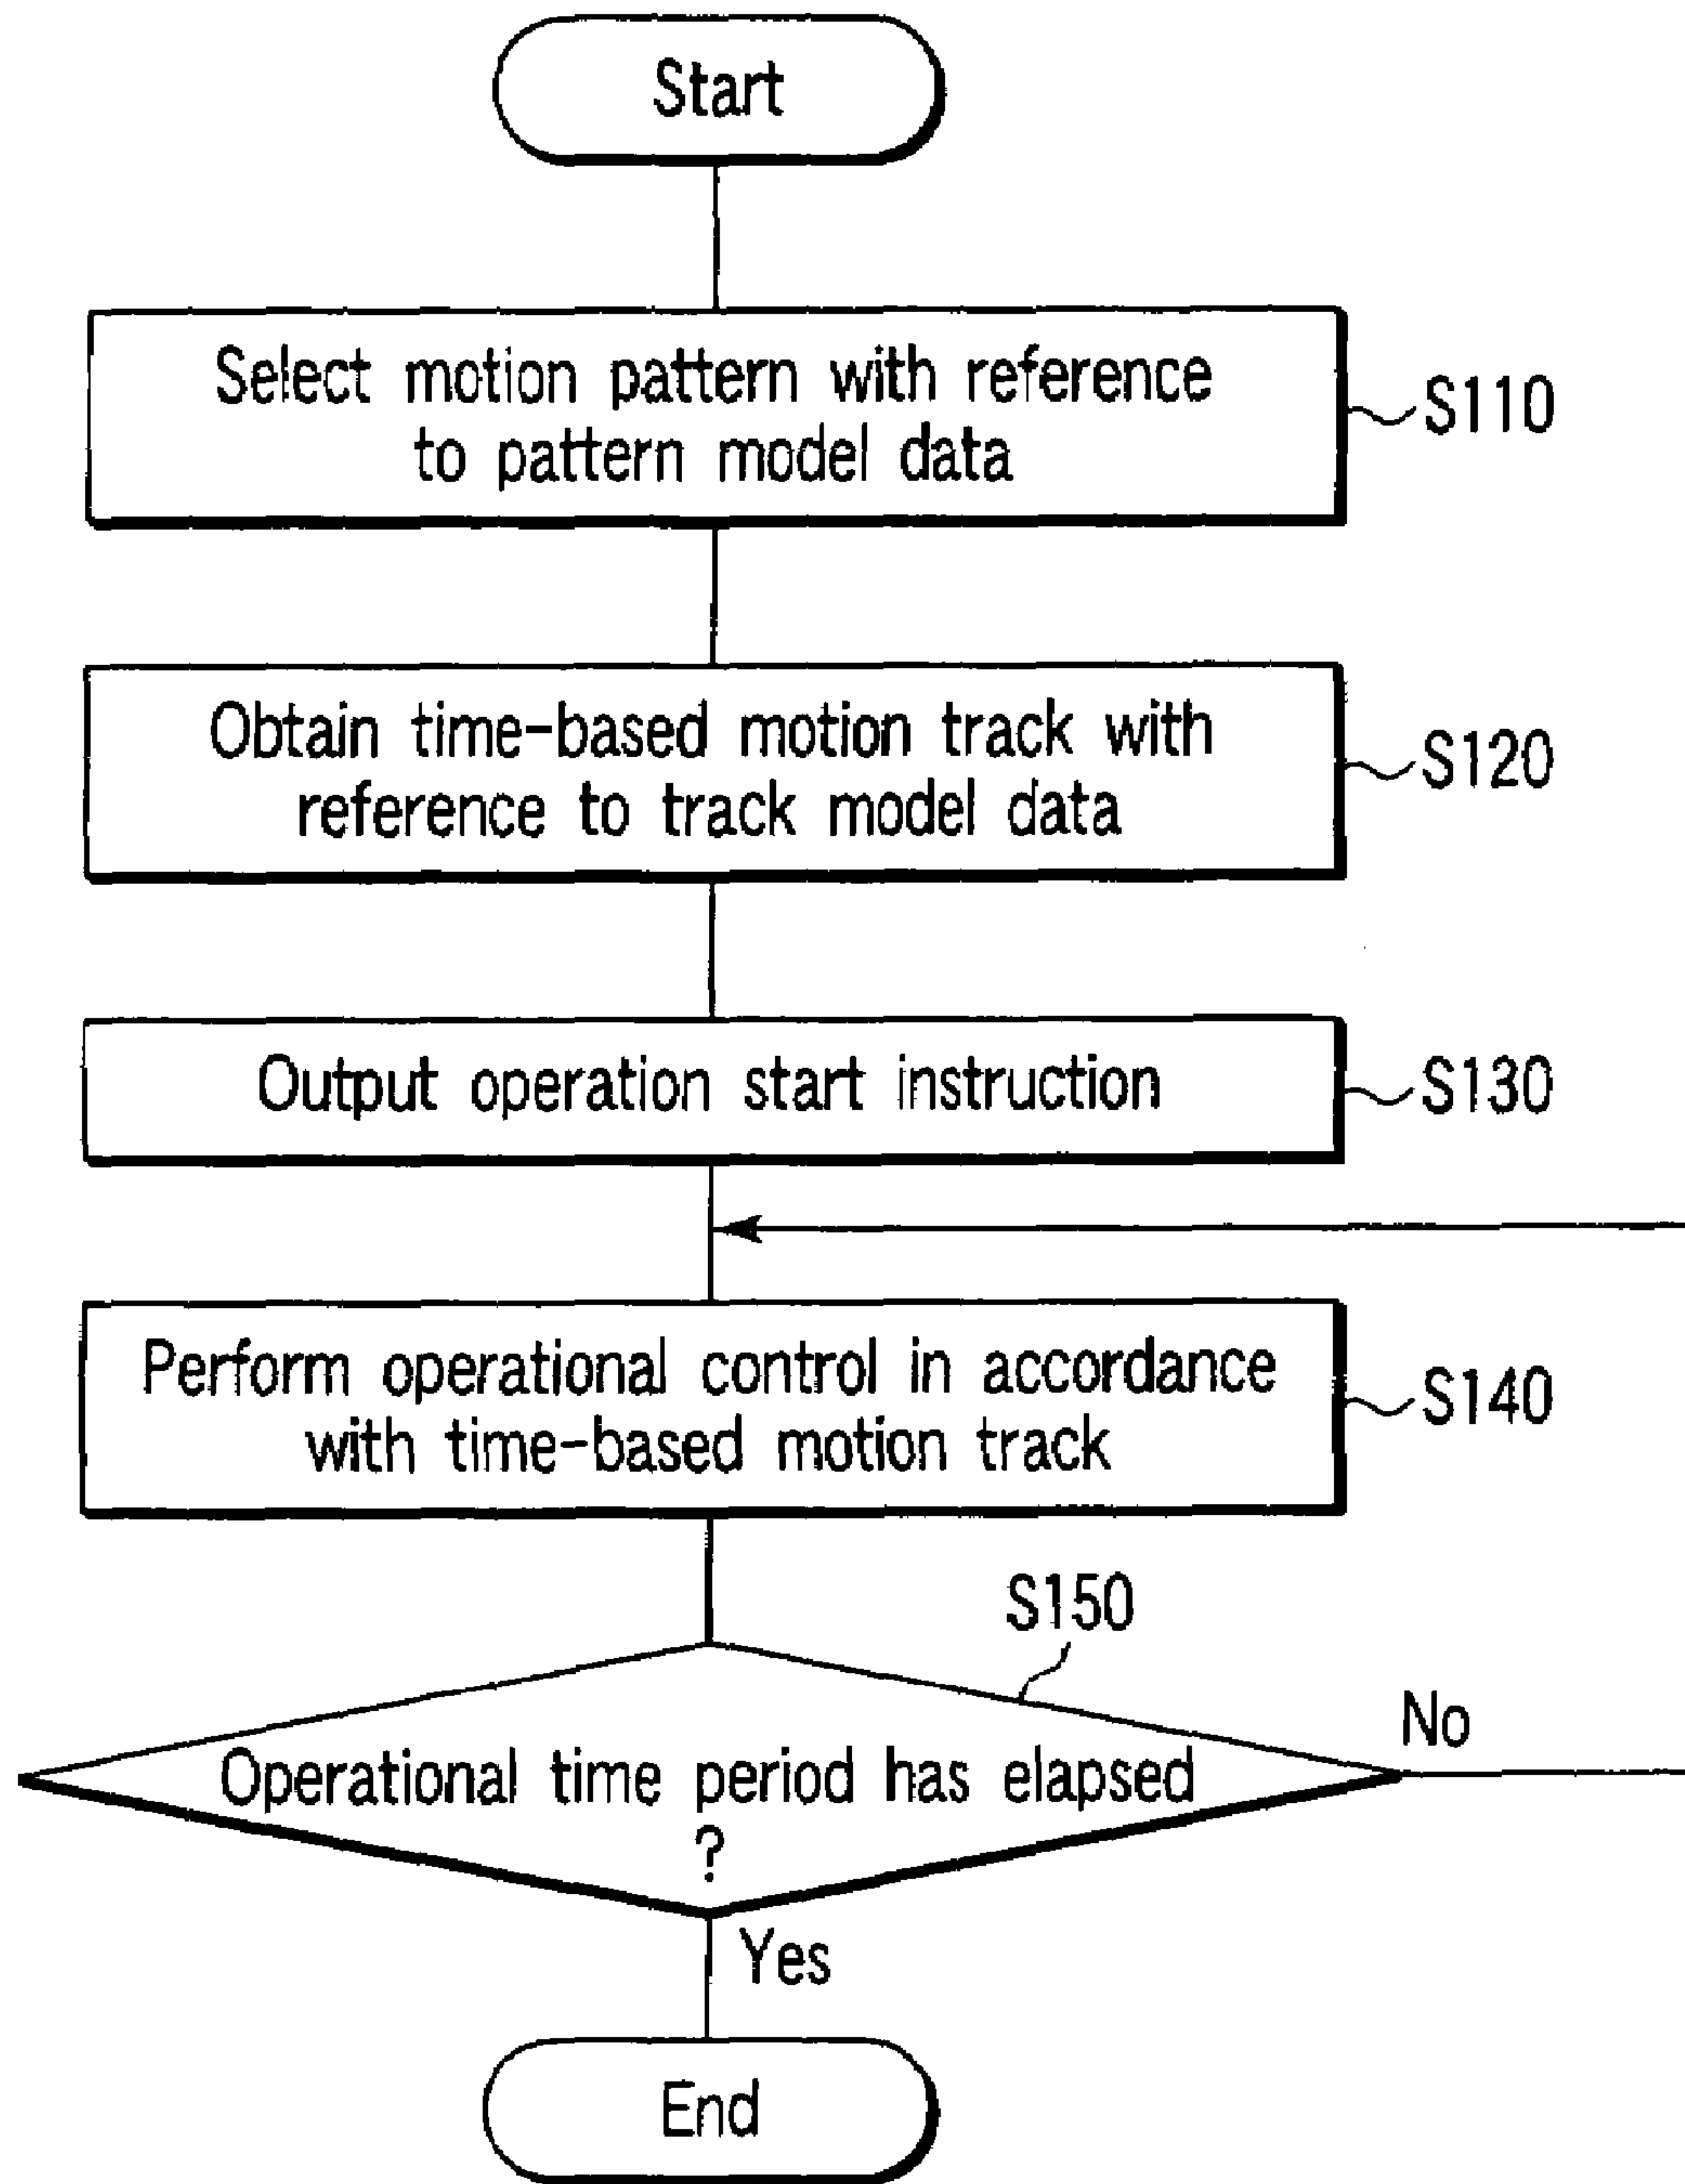 Start
Select motion pattern with reference
to pattern model data
S110
Obtain time-based motion track with
reference to track model data
S120
Output operation start instruction
S130
Perform operational control in accordance
with time-based motion track
S140
S150
Operational time period has elapsed
?
No
Yes
End